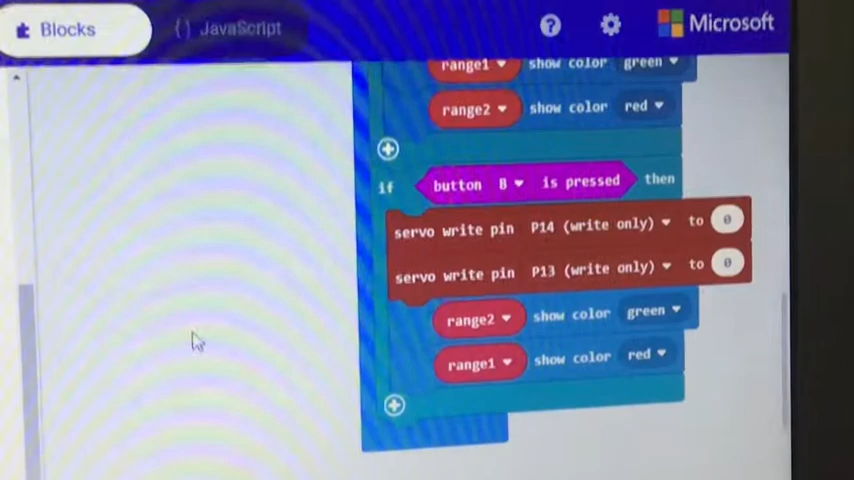 Blocks
{} JavaScript
?
Microsoft
range1 show color green
range2 show color red
if button B is pressed then
servo write pin P14 (write only) to 0
servo write pin P13 (write only) to 0
range2 show color green
range1 show color red